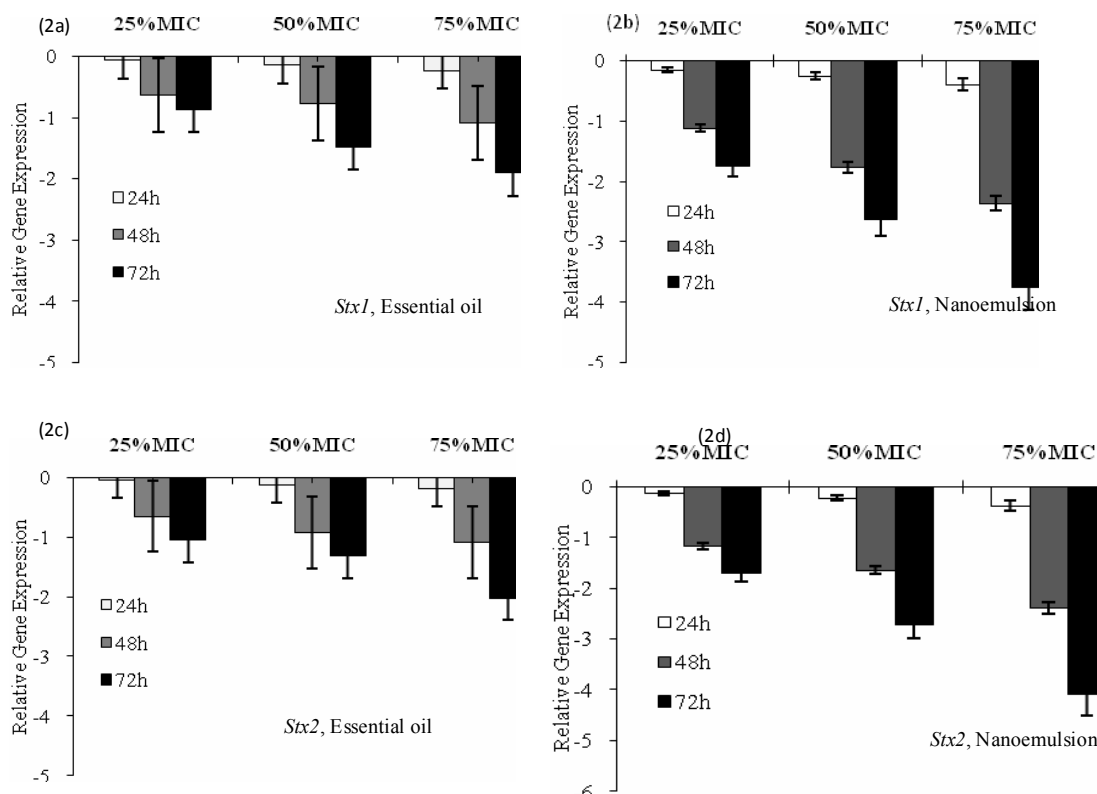 (2a)
25%MIC 50%MIC 75%MIC
0
-1
-2
-3
-4
-5
Relative Gene Expression
24h
48h
72h
Stx1, Essential oil
(2b)
25%MIC 50%MIC 75%MIC
0
-1
-2
-3
-4
-5
Relative Gene Expression
24h
48h
72h
Stx1, Nanoemulsion
(2c)
25%MIC 50%MIC 75%MIC
0
-1
-2
-3
-4
-5
Relative Gene Expression
24h
48h
72h
Stx2, Essential oil
(2d)
25%MIC 50%MIC 75%MIC
0
-1
-2
-3
-4
-5
6
Relative Gene Expression
24h
48h
72h
Stx2, Nanoemulsion